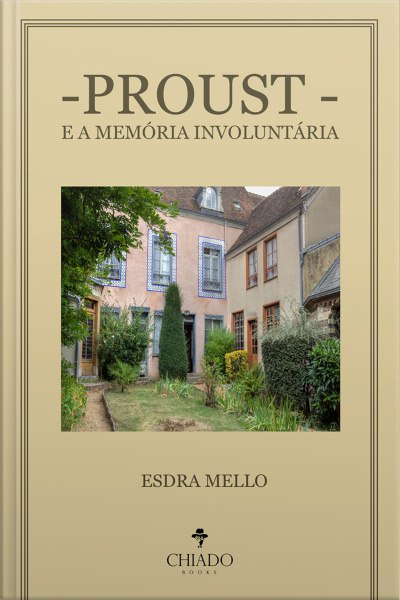 -PROUST -
E A MEMÓRIA INVOLUNTÁRIA
ESDRA MELLO
CHIADO
BOOKS